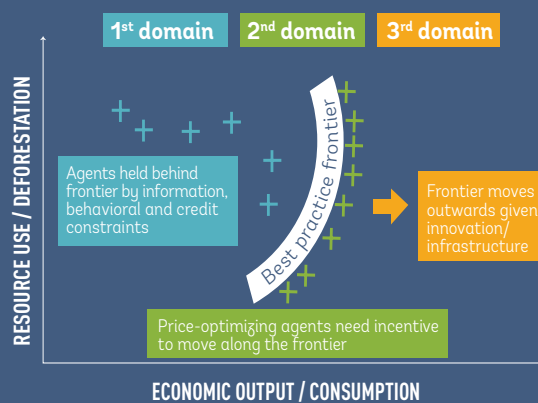 1st domain
2nd domain
3rd domain
RESOURCE USE / DEFORESTATION
Agents held behind
frontier by information,
behavioral and credit
constraints
Best practice frontier
Frontier moves
outwards given
innovation/
infrastructure
Price-optimizing agents need incentive
to move along the frontier
ECONOMIC OUTPUT / CONSUMPTION